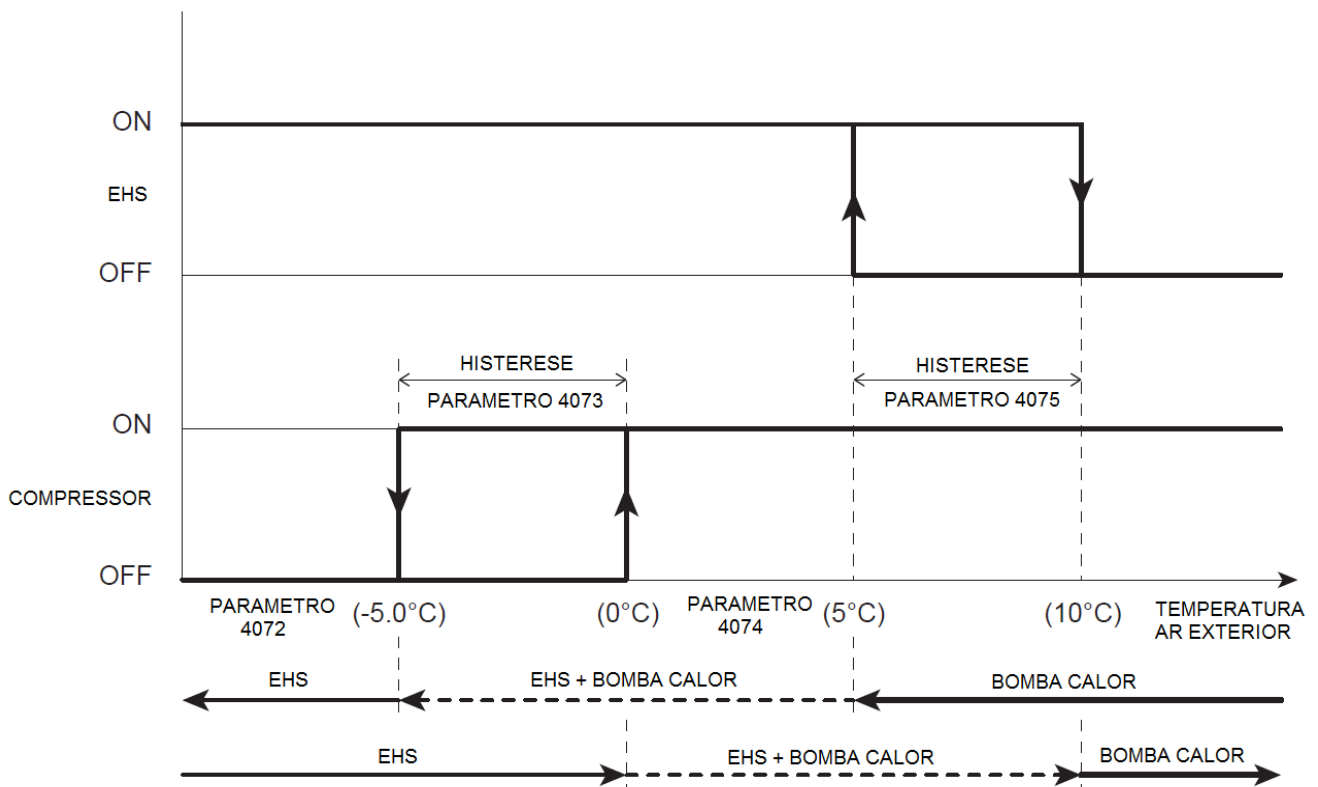 ON
EHS
OFF
HISTERESE
PARAMETRO 4073
HISTERESE
PARAMETRO 4075
ON
COMPRESSOR
OFF
PARAMETRO
4072
(-5.0°C)
(0°C)
PARAMETRO
4074
(5°C)
(10°C)
TEMPERATURA
AR EXTERIOR
EHS
EHS + BOMBA CALOR
BOMBA CALOR
EHS
EHS + BOMBA CALOR
BOMBA CALOR